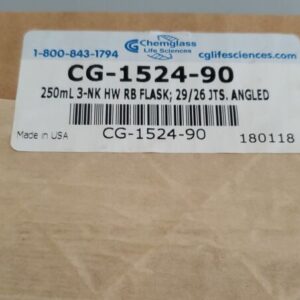 CG Chemglass
Life Sciences
1-800-843-1794 cglifesciences.com
CG-1524-90
250mL 3-NK HW RB FLASK; 29/26 JTS. ANGLED
Made in USA CG-1524-90 180118